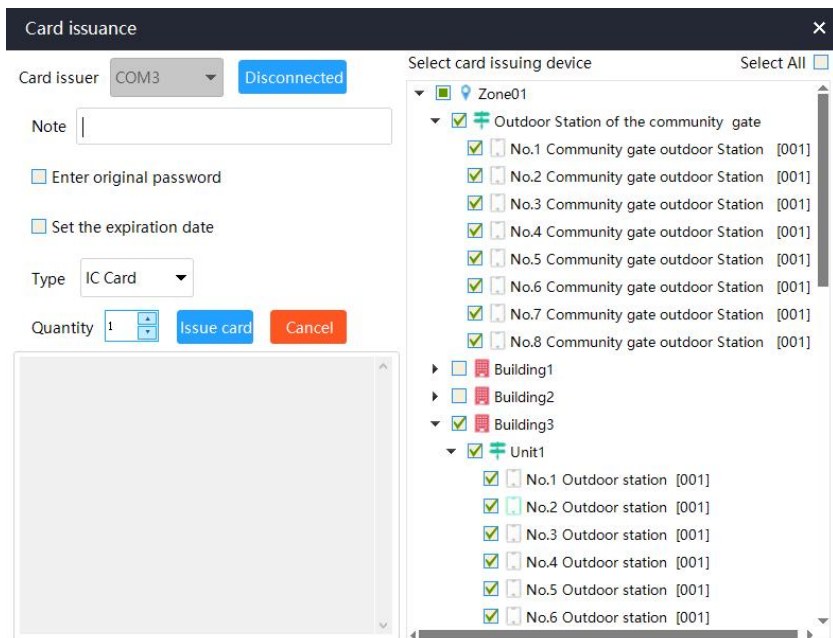 Card issuance
Card issuer COM3 Disconnected
Note
Enter original password
Set the expiration date
Type IC Card
Quantity 1 Issue card Cancel
Select card issuing device Select All
Zone01
Outdoor Station of the community gate
No.1 Community gate outdoor Station [001]
No.2 Community gate outdoor Station [001]
No.3 Community gate outdoor Station [001]
No.4 Community gate outdoor Station [001]
No.5 Community gate outdoor Station [001]
No.6 Community gate outdoor Station [001]
No.7 Community gate outdoor Station [001]
No.8 Community gate outdoor Station [001]
Building1
Building2
Building3
Unit1
No.1 Outdoor station [001]
No.2 Outdoor station [001]
No.3 Outdoor station [001]
No.4 Outdoor station [001]
No.5 Outdoor station [001]
No.6 Outdoor station [001]